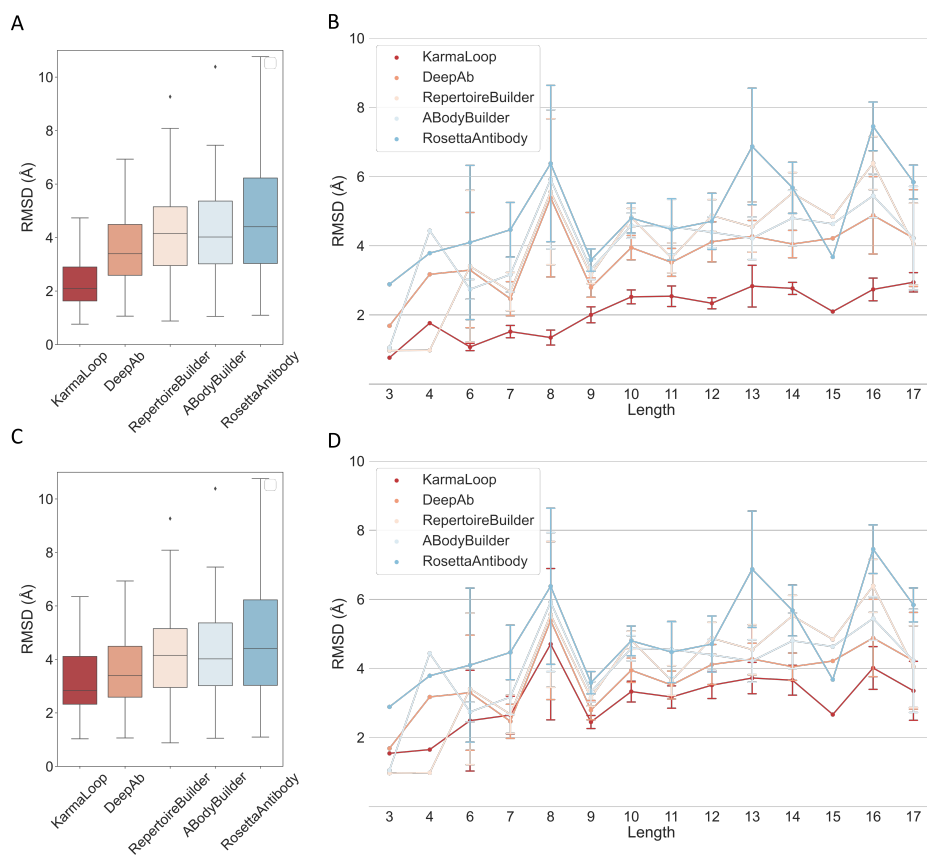 A
RMSD (Å)
10
8
6
4
2
0
KarmaLoop
DeepAb
RepertoireBuilder
ABodyBuilder
RosettaAntibody
B
RMSD (Å)
10
8
6
4
2
KarmaLoop
DeepAb
RepertoireBuilder
ABodyBuilder
RosettaAntibody
3 4 6 7 8 9 10 11 12 13 14 15 16 17
Length
C
RMSD (Å)
10
8
6
4
2
0
KarmaLoop
DeepAb
RepertoireBuilder
ABodyBuilder
RosettaAntibody
D
RMSD (Å)
10
8
6
4
2
KarmaLoop
DeepAb
RepertoireBuilder
ABodyBuilder
RosettaAntibody
3 4 6 7 8 9 10 11 12 13 14 15 16 17
Length